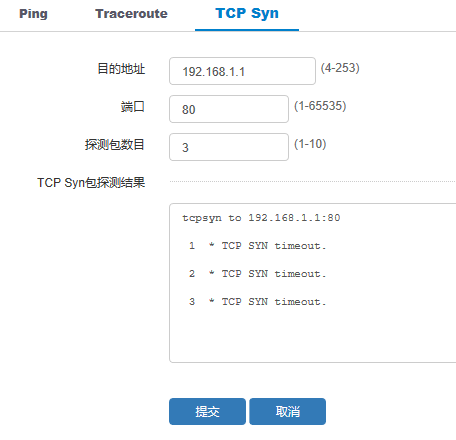 Ping Traceroute TCP Syn
目的地址 192.168.1.1 (4-253)
端口 80 (1-65535)
探测包数目 3 (1-10)
TCP Syn包探测结果
tcpsyn to 192.168.1.1:80
1 * TCP SYN timeout.
2 * TCP SYN timeout.
3 * TCP SYN timeout.
提交 取消